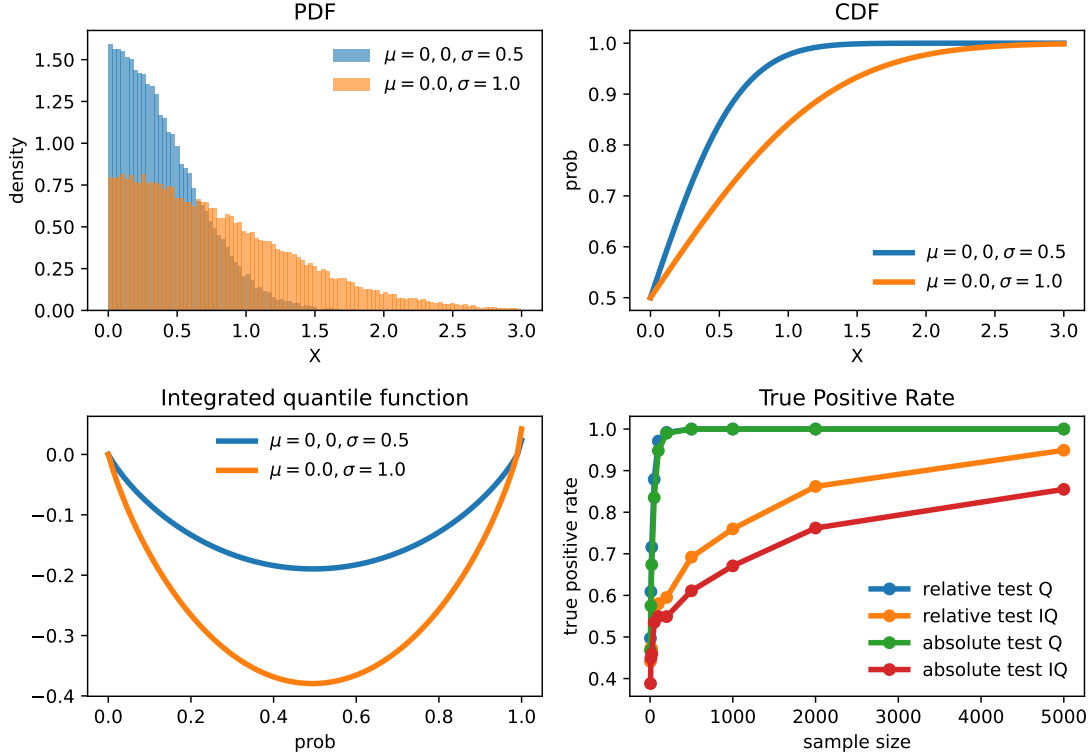 PDF
density
1.50
1.25
1.00
0.75
0.50
0.25
0.00
μ = 0, 0, σ = 0.5
μ = 0.0, σ = 1.0
0.0 0.5 1.0 1.5 2.0 2.5 3.0
X
CDF
prob
1.0
0.9
0.8
0.7
0.6
0.5
μ = 0, 0, σ = 0.5
μ = 0.0, σ = 1.0
0.0 0.5 1.0 1.5 2.0 2.5 3.0
X
Integrated quantile function
0.0
−0.1
−0.2
−0.3
−0.4
μ = 0, 0, σ = 0.5
μ = 0.0, σ = 1.0
0.0 0.2 0.4 0.6 0.8 1.0
prob
True Positive Rate
true positive rate
1.0
0.9
0.8
0.7
0.6
0.5
0.4
relative test Q
relative test IQ
absolute test Q
absolute test IQ
0 1000 2000 3000 4000 5000
sample size